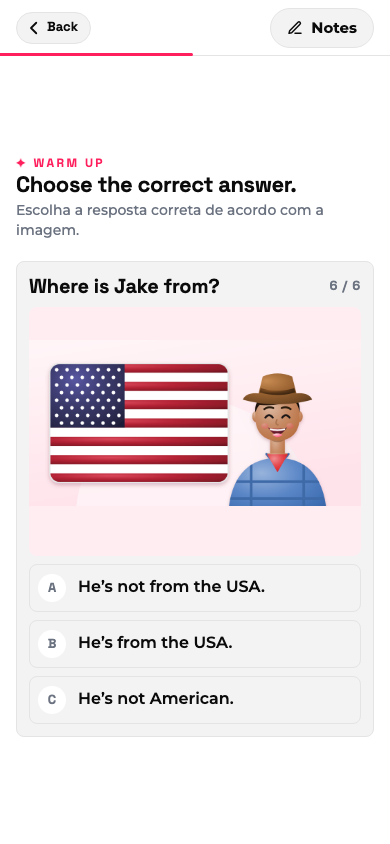 Back
Notes
WARM UP
Choose the correct answer.
Escolha a resposta correta de acordo com a
imagem.
Where is Jake from?
6 / 6
A
He's not from the USA.
B
He's from the USA.
C
He's not American.